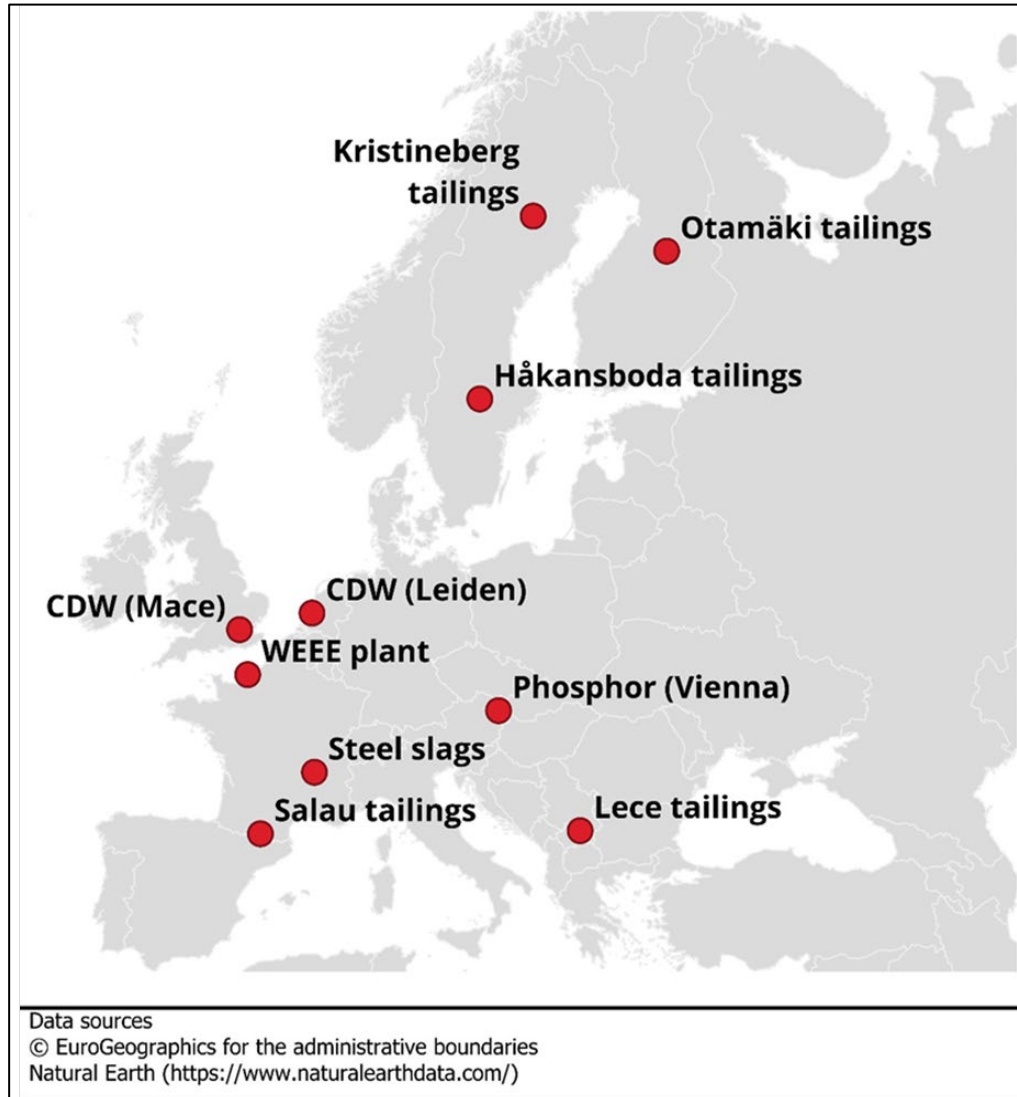 Kristineberg
tailings
Otamäki tailings
Håkansboda tailings
CDW (Leiden)
CDW (Mace)
WEEE plant
Phosphor (Vienna)
Steel slags
Salau tailings
Lece tailings
Data sources
© EuroGeographics for the administrative boundaries
Natural Earth (https://www.naturalearthdata.com/)